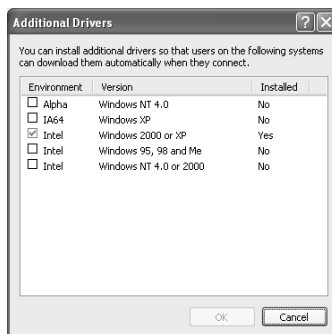 Additional Drivers
You can install additional drivers so that users on the following systems
can download them automatically when they connect.
Environment Version Installed
Alpha Windows NT 4.0 No
IA64 Windows XP No
Intel Windows 2000 or XP Yes
Intel Windows 95, 98 and Me No
Intel Windows NT 4.0 or 2000 No
OK Cancel